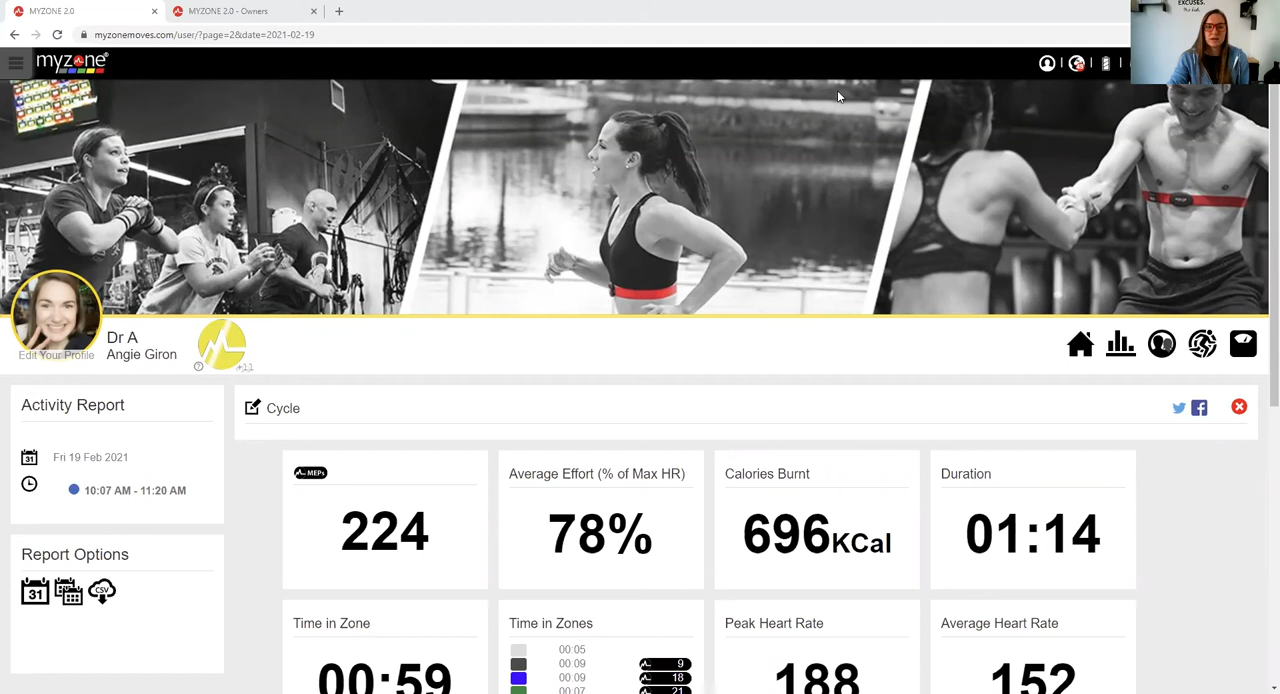 MYZONE 2.0
MYZONE 2.0 - Owners
EXCUSES.
myzonemoves.com/user/?page=2&date=2021-02-19
myzone
Dr A
Angie Giron
Edit Your Profile
+11
Activity Report
Fri 19 Feb 2021
10:07 AM - 11:20 AM
Report Options
31
CSV
Cycle
MEPs
224
Average Effort (% of Max HR)
78%
Calories Burnt
696KCal
Duration
01:14
Time in Zone
00:59
Time in Zones
00:05
00:09 9
00:09 18
00:07 21
Peak Heart Rate
188
Average Heart Rate
152